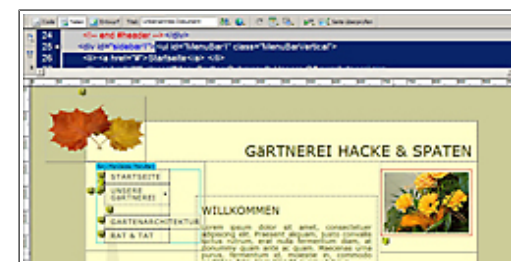 Code Teilen Entwurf Titel: Unbenanntes Dokument
24 <!-- end #header --></div>
25 <div id="sidebar1"><ul id="MenuBar1" class="MenuBarVertical">
26 <li><a href="#">Startseite</a> </li>
GäRTNEREI HACKE & SPATEN
STARTSEITE
UNSERE
GäRTNEREI
GARTENARCHITEKTUR
RAT & TAT
WILLKOMMEN
Lorem ipsum dolor sit amet, consectetuer
adipiscing elit. Praesent aliquam, justo convallis
luctus rutrum, erat nulla fermentum diam, at
nonummy quam ante ac quam. Maecenas urna
purus, fermentum id, molestie in, commodo